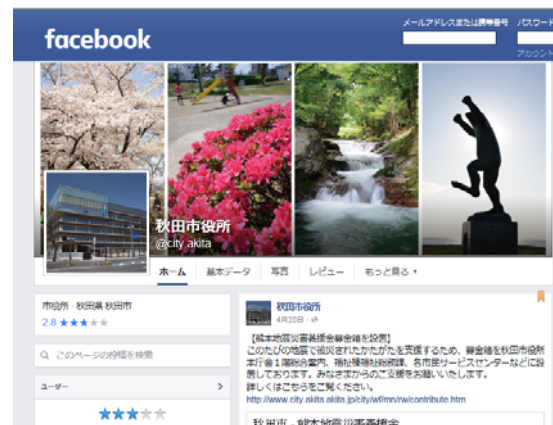 メールアドレスまたは携帯番号 パスワード
facebook
アカウント
秋田市役所
@city.akita
ホーム 基本データ 写真 レビュー もっと見る
市役所・秋田県 秋田市
2.8
秋田市役所
4月20日
【熊本地震災害義援金募金箱を設置】
このたびの地震で被災されたかたがたを支援するため、募金箱を秋田市役所
本庁舎1階総合案内、福祉棟福祉総務課、各市民サービスセンターなどに設
置しております。みなさまからのご支援をお願いいたします。
詳しくはこちらをご覧ください。
http://www.city.akita.akita.jp/city/wf/mn/rw/contribute.htm
このページの投稿を検索
ユーザー
秋田市 - 熊本地震災害義援金